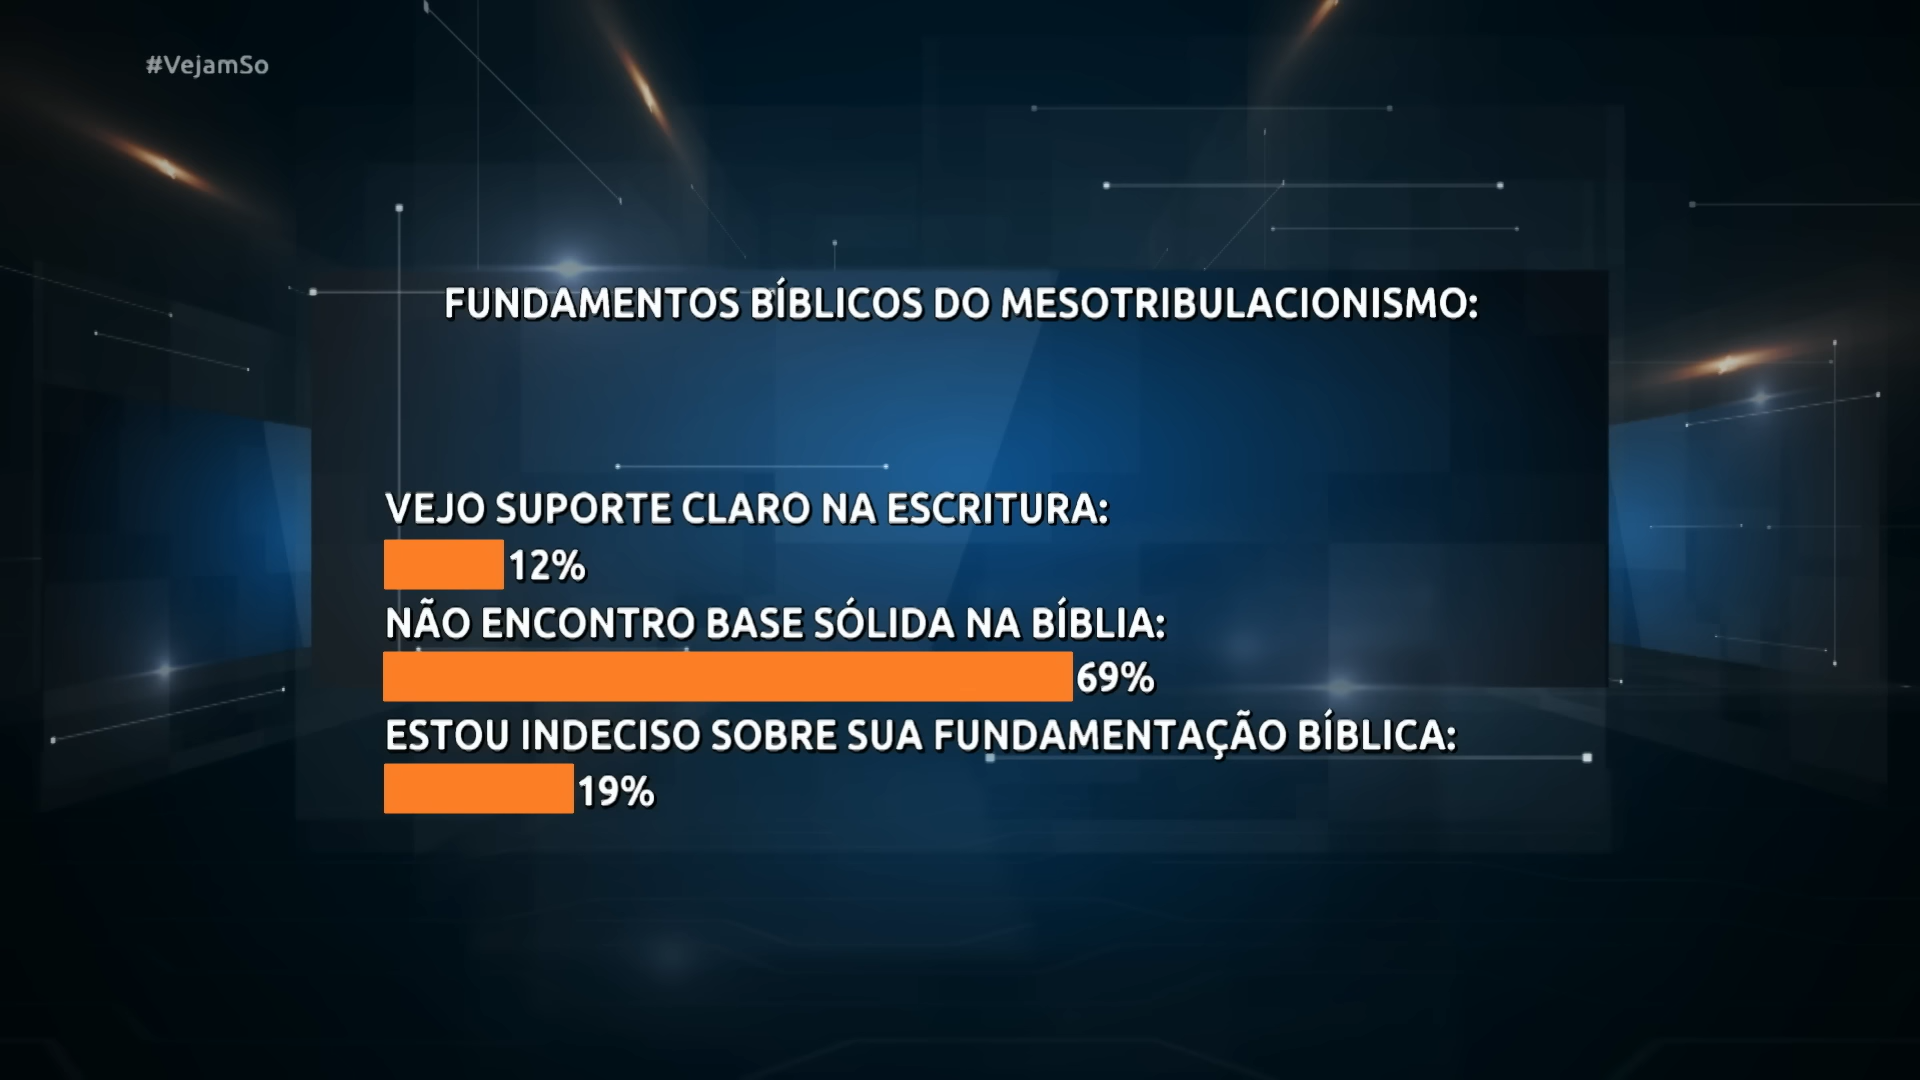 #VejamSo
FUNDAMENTOS BÍBLICOS DO MESOTRIBULACIONISMO:
VEJO SUPORTE CLARO NA ESCRITURA:
12%
NÃO ENCONTRO BASE SÓLIDA NA BÍBLIA:
69%
ESTOU INDECISO SOBRE SUA FUNDAMENTAÇÃO BÍBLICA:
19%